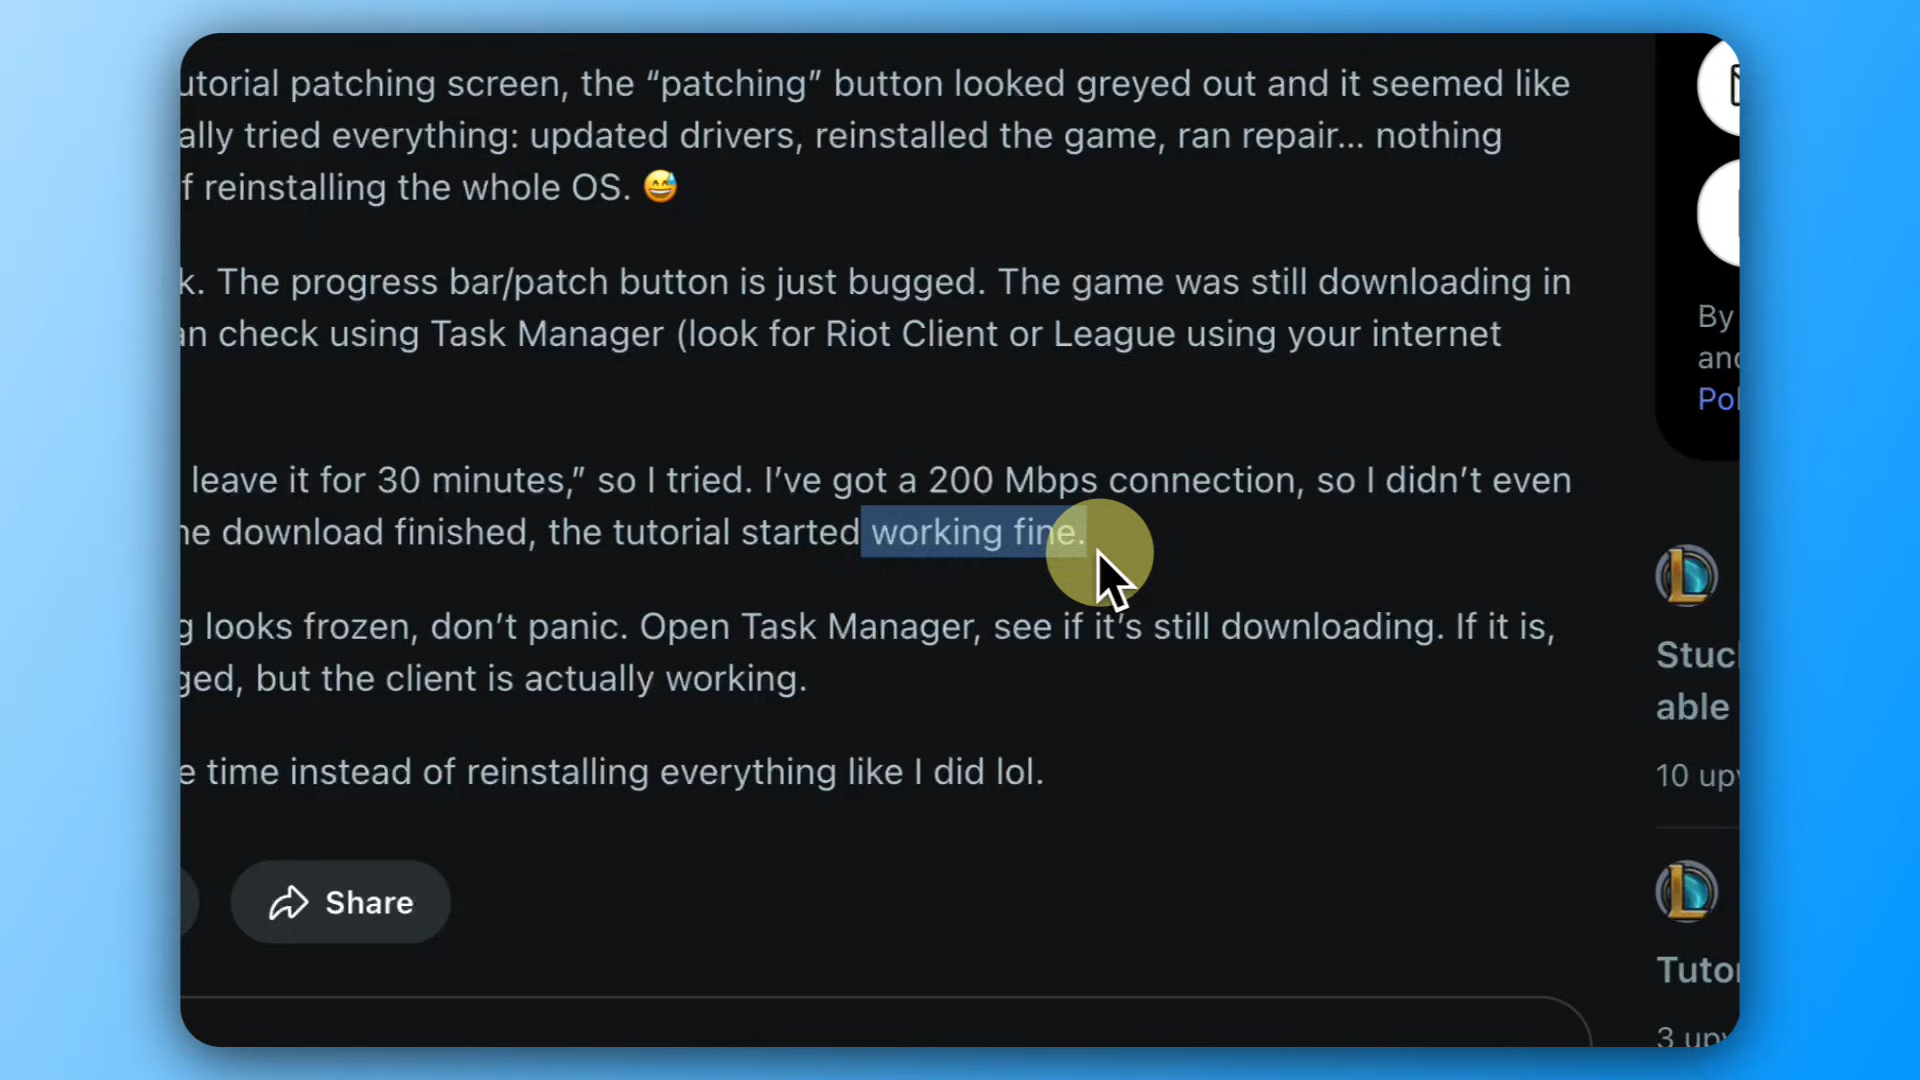 utorial patching screen, the “patching” button looked greyed out and it seemed like
ally tried everything: updated drivers, reinstalled the game, ran repair... nothing
f reinstalling the whole OS. 😅
k. The progress bar/patch button is just bugged. The game was still downloading in
an check using Task Manager (look for Riot Client or League using your internet
leave it for 30 minutes,” so I tried. I’ve got a 200 Mbps connection, so I didn’t even
he download finished, the tutorial started working fine.
g looks frozen, don’t panic. Open Task Manager, see if it’s still downloading. If it is,
ged, but the client is actually working.
e time instead of reinstalling everything like I did lol.
Share
By
and
Pol
Stuc
able
10 upv
Tutor
3 upv